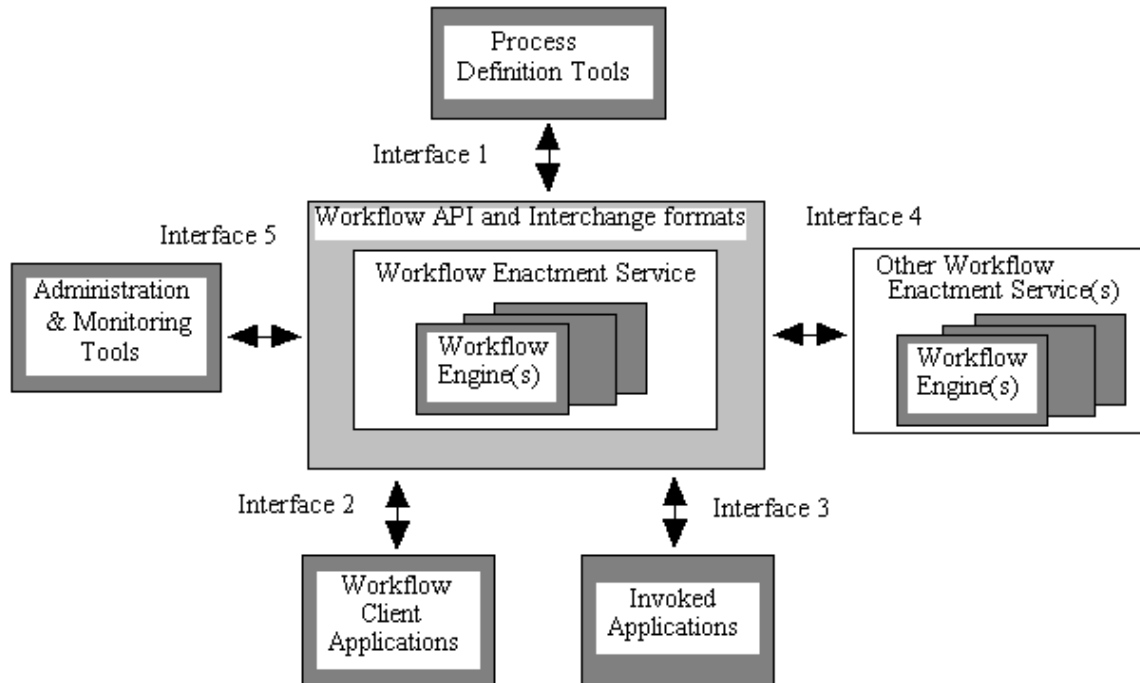 Process
Definition Tools
Interface 1
Workflow API and Interchange formats
Interface 5
Interface 4
Administration
& Monitoring
Tools
Workflow Enactment Service
Workflow
Engine(s)
Other Workflow
Enactment Service(s)
Workflow
Engine(s)
Interface 2
Interface 3
Workflow
Client
Applications
Invoked
Applications